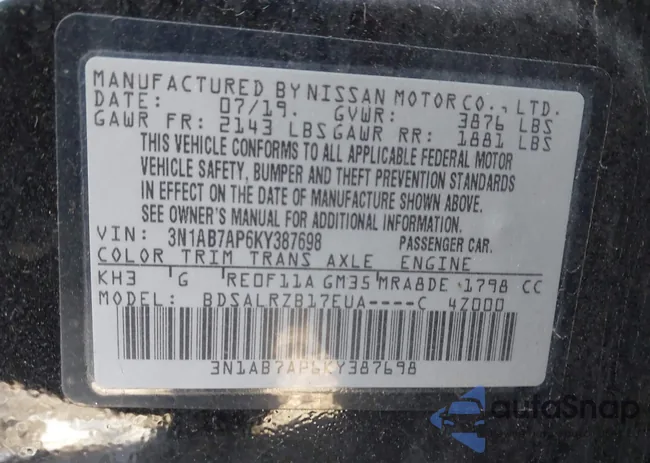 MANUFACTURED BY NISSAN MOTOR CO., LTD.
DATE: 07/19. GVWR: 3876 LBS
GAWR FR: 2143 LBS GAWR RR: 1881 LBS
THIS VEHICLE CONFORMS TO ALL APPLICABLE FEDERAL MOTOR
VEHICLE SAFETY, BUMPER AND THEFT PREVENTION STANDARDS
IN EFFECT ON THE DATE OF MANUFACTURE SHOWN ABOVE.
SEE OWNER'S MANUAL FOR ADDITIONAL INFORMATION.
VIN: 3N1AB7AP6KY387698 PASSENGER CAR.
COLOR TRIM TRANS AXLE ENGINE
KH3 G RE0F11A GM35 MRA8DE 1798 CC
MODEL: BDSALRZB17EUA----C 4Z000
3N1AB7AP6KY387698
autoSnap